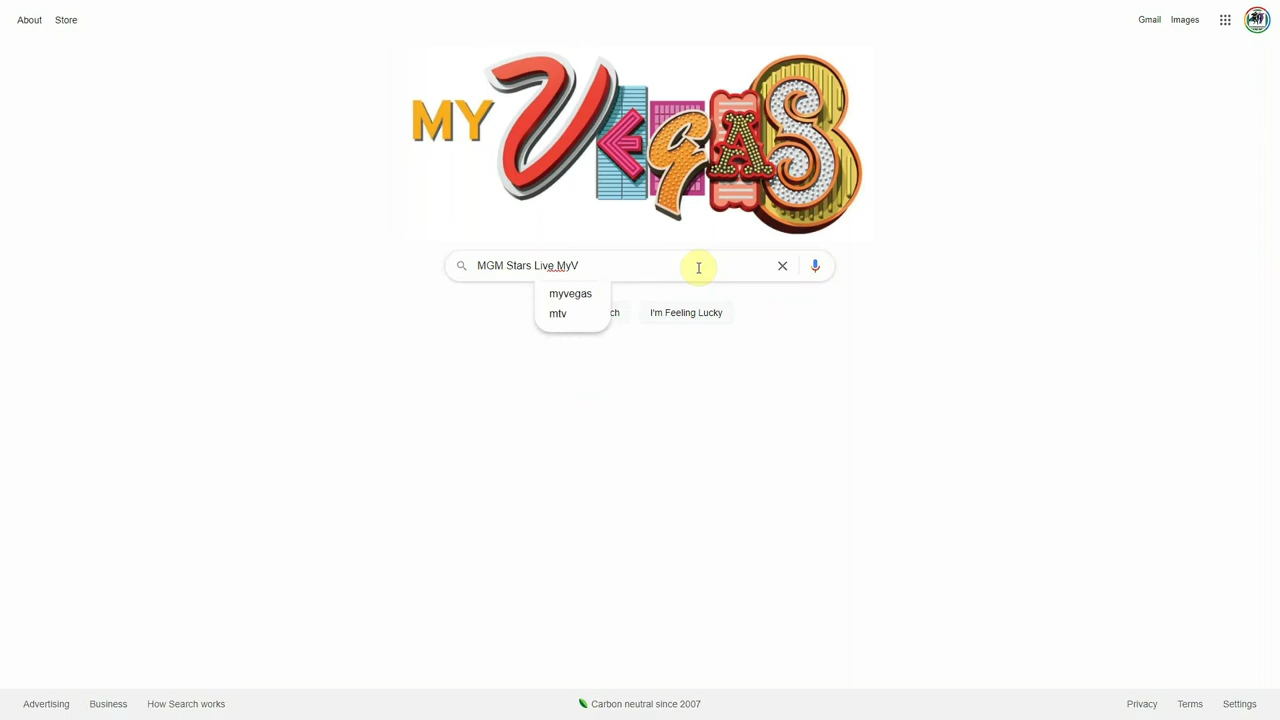 About Store
Gmail Images
MY VEGAS
MGM Stars Live MyV
myvegas
mtv
ch
I'm Feeling Lucky
Advertising Business How Search works
Carbon neutral since 2007
Privacy Terms Settings